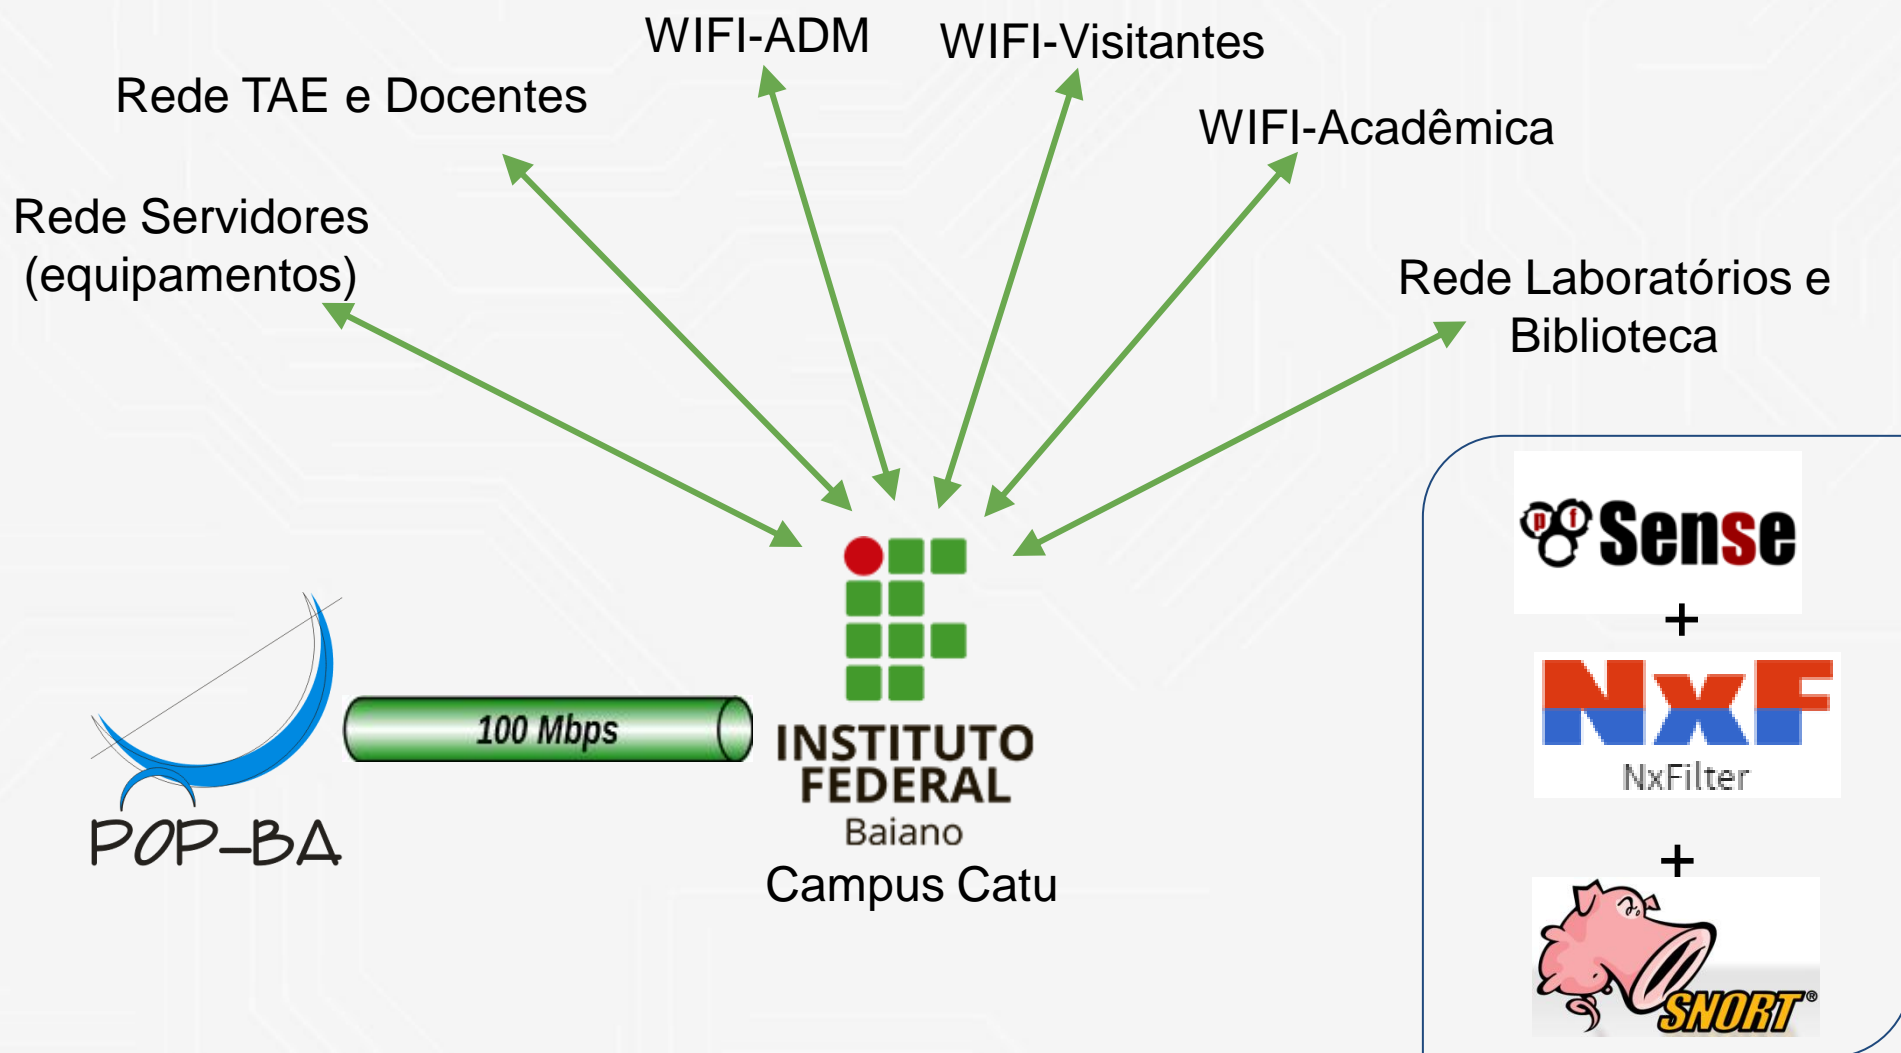 WIFI-ADM
WIFI-Visitantes
Rede TAE e Docentes
WIFI-Acadêmica
Rede Servidores
(equipamentos)
Rede Laboratórios e
Biblioteca
100 Mbps
POP-BA
INSTITUTO
FEDERAL
Baiano
Campus Catu
pf Sense
+
NxF
NxFilter
+
SNORT®